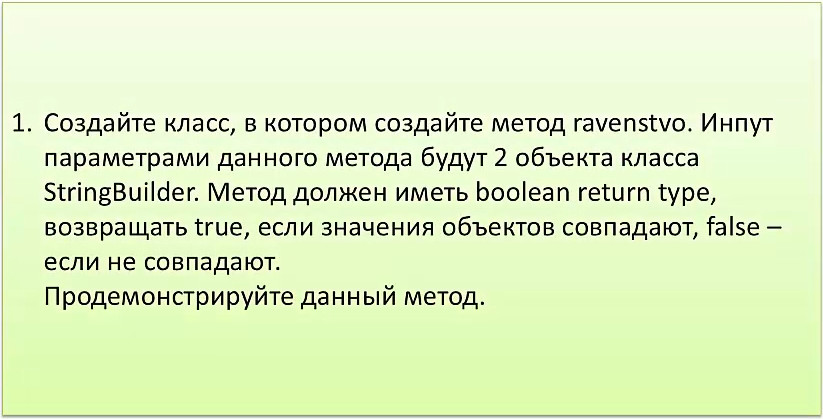 1. Создайте класс, в котором создайте метод ravenstvo. Инпут
параметрами данного метода будут 2 объекта класса
StringBuilder. Метод должен иметь boolean return type,
возвращать true, если значения объектов совпадают, false –
если не совпадают.
Продемонстрируйте данный метод.